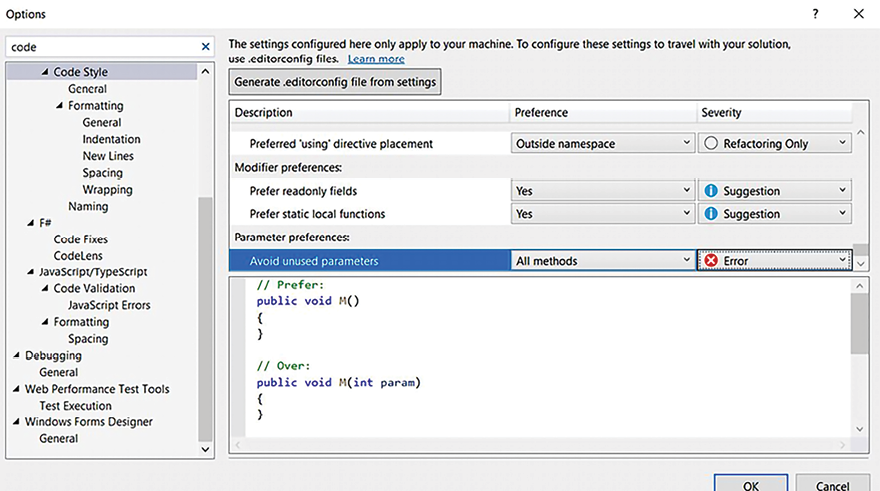 Options
?
code
Code Style
General
Formatting
General
Indentation
New Lines
Spacing
Wrapping
Naming
F#
Code Fixes
CodeLens
JavaScript/TypeScript
Code Validation
JavaScript Errors
Formatting
Spacing
Debugging
General
Web Performance Test Tools
Test Execution
Windows Forms Designer
General
The settings configured here only apply to your machine. To configure these settings to travel with your solution,
use .editorconfig files. Learn more
Generate .editorconfig file from settings
Description Preference Severity
Preferred 'using' directive placement Outside namespace Refactoring Only
Modifier preferences:
Prefer readonly fields Yes Suggestion
Prefer static local functions Yes Suggestion
Parameter preferences:
Avoid unused parameters All methods Error
// Prefer:
public void M()
{
}
// Over:
public void M(int param)
{
}
OK Cancel